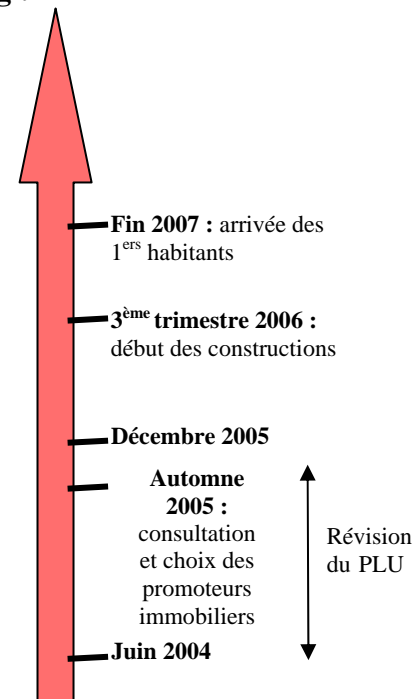 Fin 2007 : arrivée des
1ers habitants
3ème trimestre 2006 :
début des constructions
Décembre 2005
Automne
2005 :
consultation
et choix des
promoteurs
immobiliers
Révision
du PLU
Juin 2004